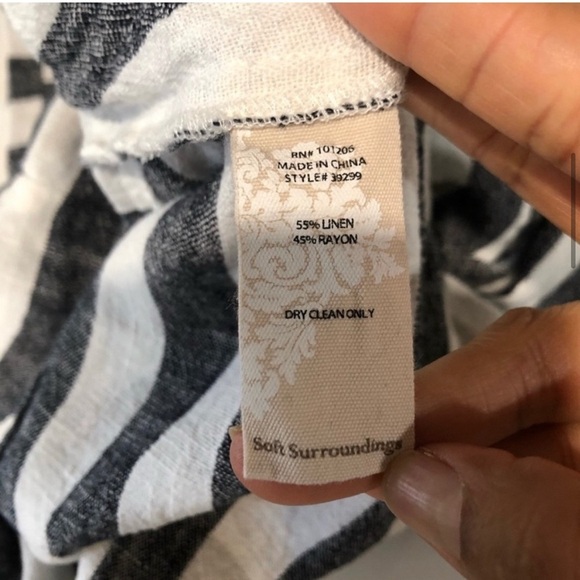 RN# 101206
MADE IN CHINA
STYLE# 39299
55% LINEN
45% RAYON
DRY CLEAN ONLY
Soft Surroundings